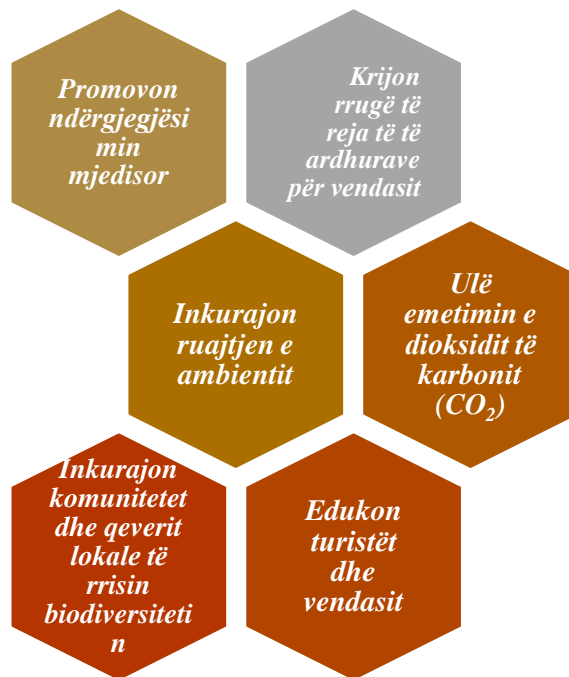 Promovon
ndërgjegjësi
min
mjedisor
Krijon
rrugë të
reja të të
ardhurave
për vendasit
Inkurajon
ruajtjen e
ambientit
Ulë
emetimin e
dioksidit të
karbonit
(CO₂)
Inkurajon
komunitetet
dhe qeverit
lokale të
rrisin
biodiversiteti
n
Edukon
turistët
dhe
vendasit